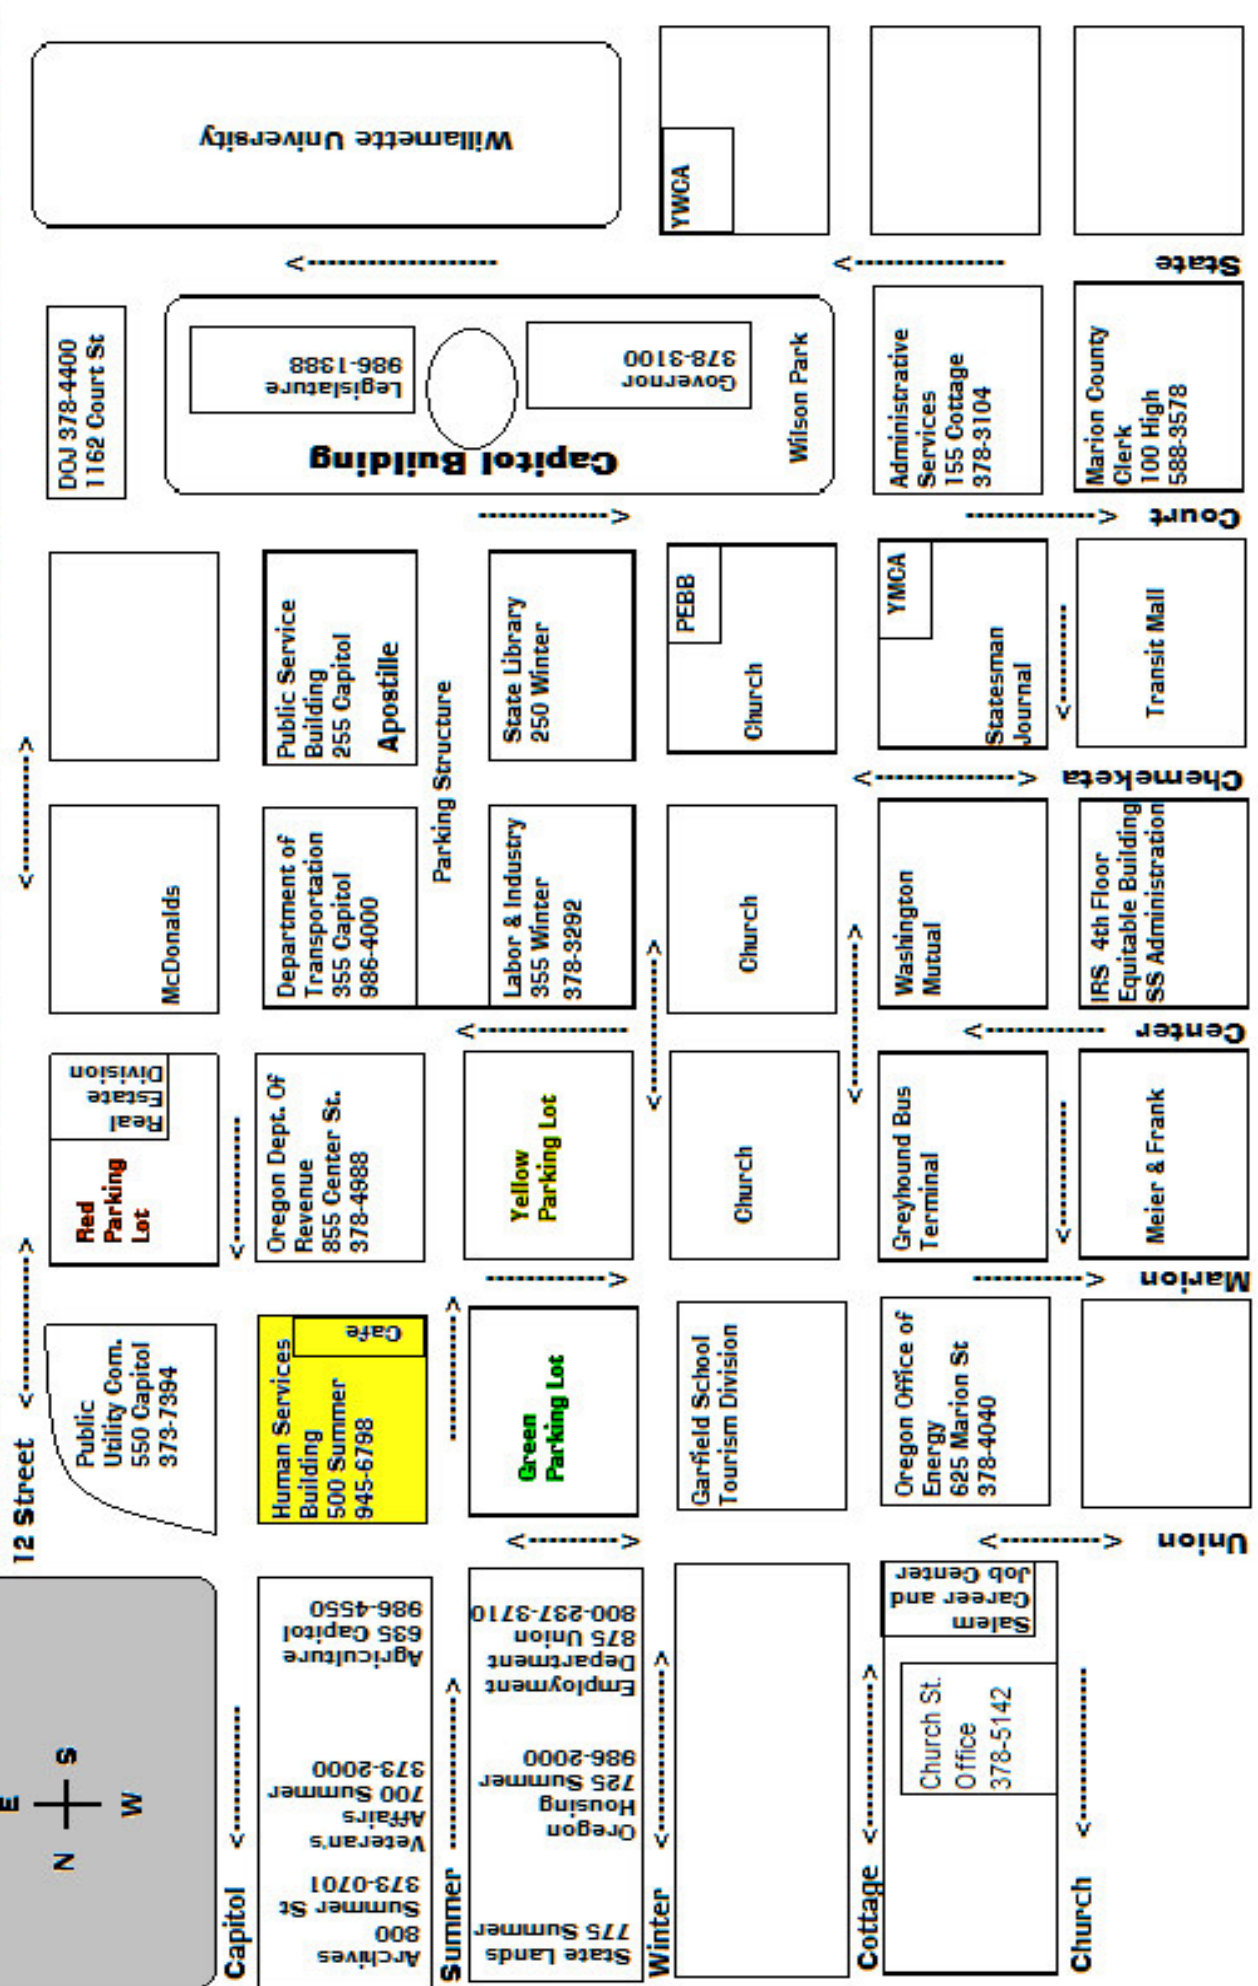 E
N
S
W
12 Street
Capitol
Summer
Winter
Cottage
Church
Union
Marion
Center
Chemeketa
Court
State
Public
Utility Com.
550 Capitol
373-7394
Red
Parking
Lot
Real
Estate
Division
McDonalds
DOJ 378-4400
1162 Court St
Archives
800
Summer St
373-0701
Veteran's
Affairs
700 Summer
373-2000
Agriculture
635 Capitol
986-4550
Human Services
Building
500 Summer
945-6798
Cafe
Oregon Dept. Of
Revenue
855 Center St.
378-4988
Department of
Transportation
355 Capitol
986-4000
Public Service
Building
255 Capitol
Apostille
Parking Structure
Capitol Building
Legislature
986-1388
Governor
378-3100
Wilson Park
Willamette University
State Lands
775 Summer
Oregon
Housing
725 Summer
986-2000
Employment
Department
875 Union
800-237-3710
Green
Parking Lot
Yellow
Parking Lot
Labor & Industry
355 Winter
378-3292
State Library
250 Winter
Garfield School
Tourism Division
Church
Church
Church
PEBB
YWCA
Church St.
Office
378-5142
Salem
Career and
Job Center
Oregon Office of
Energy
625 Marion St
378-4040
Greyhound Bus
Terminal
Washington
Mutual
Statesman
Journal
YMCA
Administrative
Services
155 Cottage
378-3104
Meier & Frank
IRS 4th Floor
Equitable Building
SS Administration
Transit Mall
Marion County
Clerk
100 High
588-3578